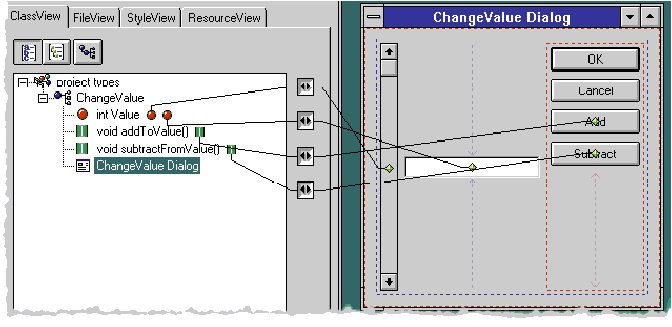 ClassView FileView StyleView ResourceView
project types
ChangeValue
int Value
void addToValue()
void subtractFromValue()
ChangeValue Dialog
ChangeValue Dialog
OK
Cancel
Add
Subtract